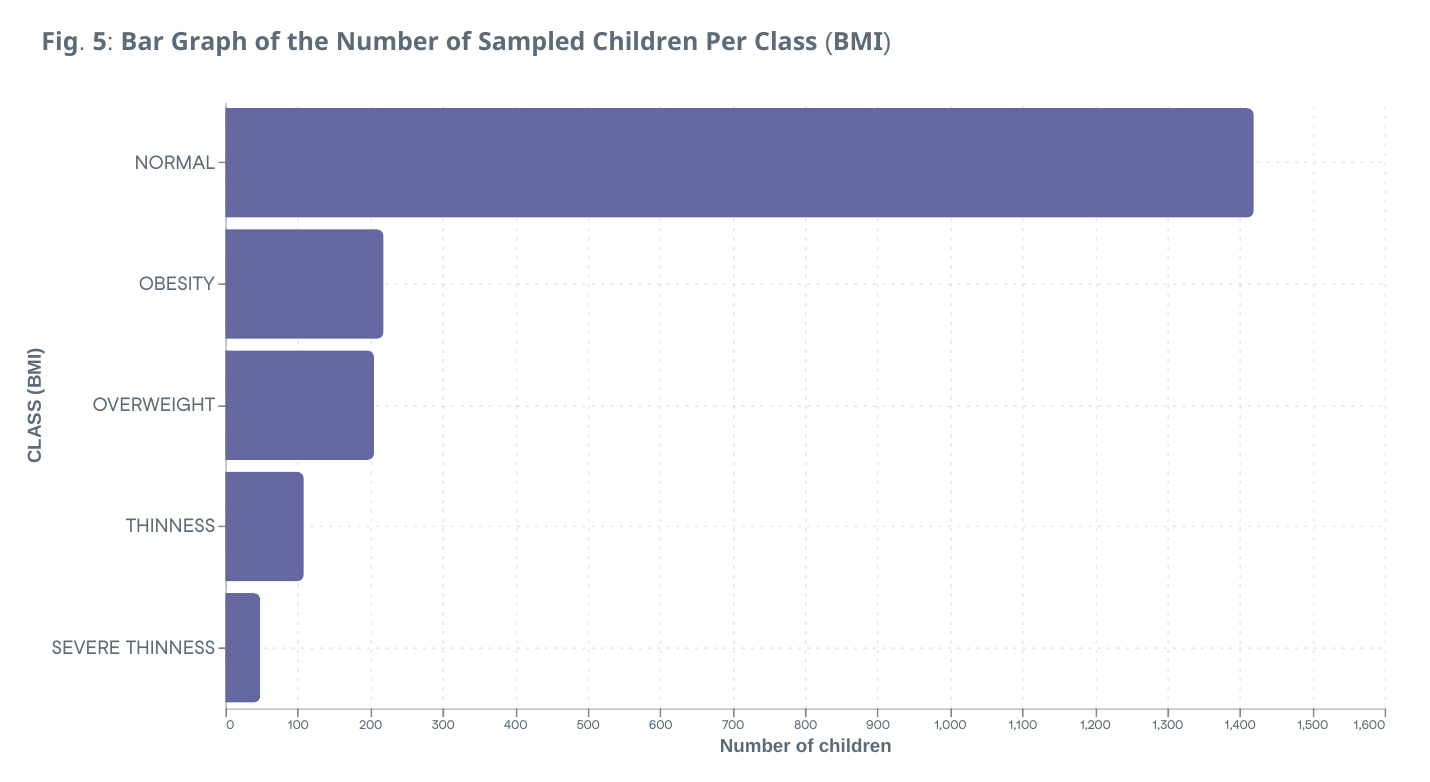 Fig. 5: Bar Graph of the Number of Sampled Children Per Class (BMI)
CLASS (BMI)
NORMAL
OBESITY
OVERWEIGHT
THINNESS
SEVERE THINNESS
0 100 200 300 400 500 600 700 800 900 1,000 1,100 1,200 1,300 1,400 1,500 1,600
Number of children